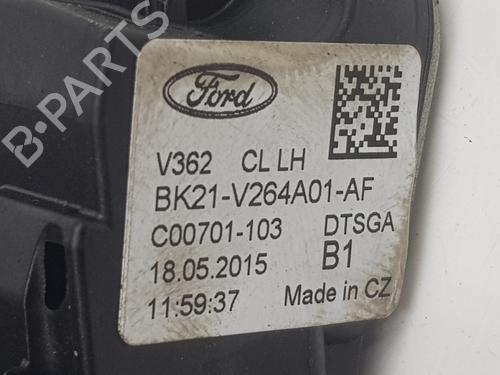 B-PARTS
Ford
V362 CL LH
BK21-V264A01-AF
C00701-103 DTSGA
18.05.2015 B1
11:59:37 Made in CZ